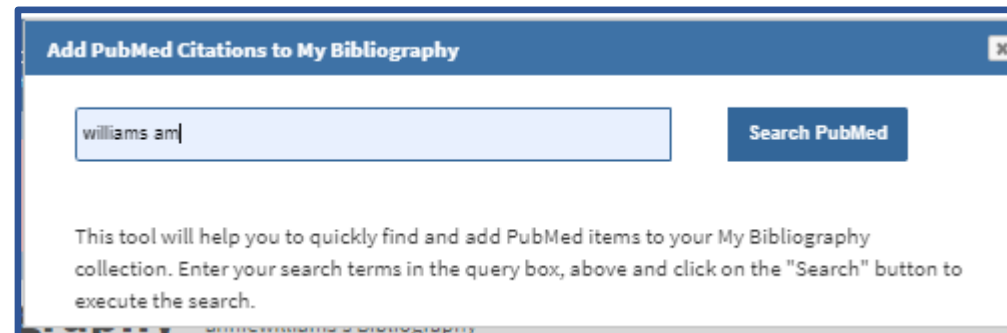 Add PubMed Citations to My Bibliography
williams am
Search PubMed
This tool will help you to quickly find and add PubMed items to your My Bibliography
collection. Enter your search terms in the query box, above and click on the "Search" button to
execute the search.